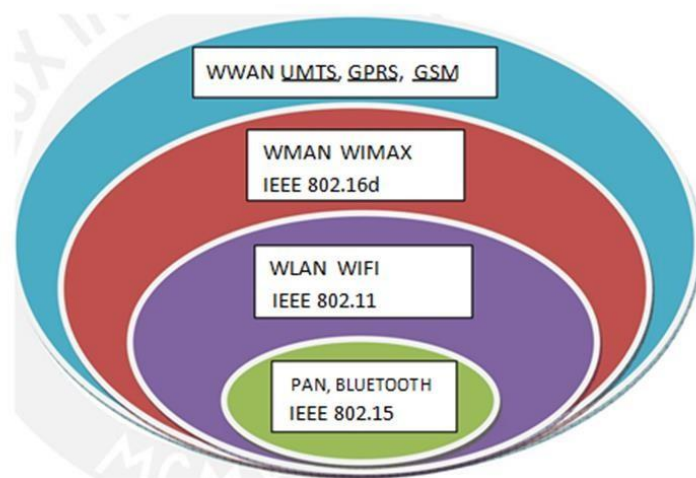 WWAN UMTS, GPRS, GSM
WMAN WIMAX
IEEE 802.16d
WLAN WIFI
IEEE 802.11
PAN, BLUETOOTH
IEEE 802.15